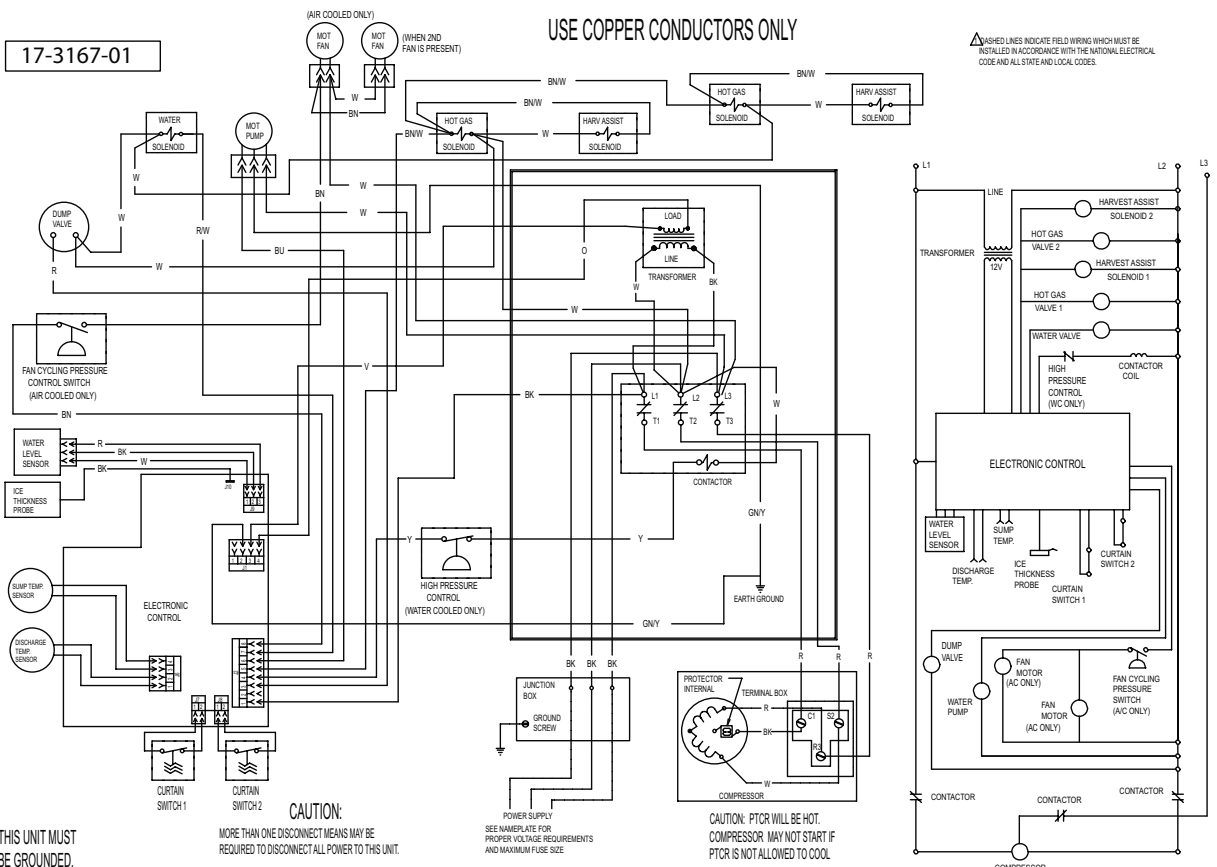 17-3167-01
(AIR COOLED ONLY)
MOT
FAN
MOT
FAN
(WHEN 2ND
FAN IS PRESENT)
USE COPPER CONDUCTORS ONLY
DASHED LINES INDICATE FIELD WIRING WHICH MUST BE
INSTALLED IN ACCORDANCE WITH THE NATIONAL ELECTRICAL
CODE AND ALL STATE AND LOCAL CODES.
W
BN
WATER
SOLENOID
MOT
PUMP
BN/W
BN/W
BN/W
BN/W
HOT GAS
SOLENOID
W
HARV ASSIST
SOLENOID
HOT GAS
SOLENOID
W
HARV ASSIST
SOLENOID
W
W
DUMP
VALVE
R
W
R/W
BU
BN
W
W
O
V
W
LOAD
LINE
TRANSFORMER
W
BK
FAN CYCLING PRESSURE
CONTROL SWITCH
(AIR COOLED ONLY)
BN
BK
L1
L2
L3
T1
T2
T3
W
CONTACTOR
WATER
LEVEL
SENSOR
R
BK
W
BK
ICE
THICKNESS
PROBE
J10
1 2 3
1 2 3 4
J1
Y
Y
HIGH PRESSURE
CONTROL
(WATER COOLED ONLY)
GN/Y
EARTH GROUND
GN/Y
SUMP TEMP.
SENSOR
DISCHARGE
TEMP.
SENSOR
ELECTRONIC
CONTROL
CURTAIN
SWITCH 1
CURTAIN
SWITCH 2
BK
BK
BK
R
R
R
JUNCTION
BOX
GROUND
SCREW
POWER SUPPLY
SEE NAMEPLATE FOR
PROPER VOLTAGE REQUIREMENTS
AND MAXIMUM FUSE SIZE
PROTECTOR
INTERNAL
TERMINAL BOX
R
BK
W
C1
S2
R3
COMPRESSOR
CAUTION:
MORE THAN ONE DISCONNECT MEANS MAY BE
REQUIRED TO DISCONNECT ALL POWER TO THIS UNIT.
THIS UNIT MUST
BE GROUNDED.
CAUTION: PTCR WILL BE HOT.
COMPRESSOR MAY NOT START IF
PTCR IS NOT ALLOWED TO COOL
L1
L2
L3
LINE
TRANSFORMER
12V
HARVEST ASSIST
SOLENOID 2
HOT GAS
VALVE 2
HARVEST ASSIST
SOLENOID 1
HOT GAS
VALVE 1
WATER VALVE
HIGH
PRESSURE
CONTROL
(WC ONLY)
CONTACTOR
COIL
ELECTRONIC CONTROL
WATER
LEVEL
SENSOR
DISCHARGE
TEMP.
SUMP
TEMP.
ICE
THICKNESS
PROBE
CURTAIN
SWITCH 1
CURTAIN
SWITCH 2
DUMP
VALVE
WATER
PUMP
FAN
MOTOR
(AC ONLY)
FAN
MOTOR
(AC ONLY)
FAN CYCLING
PRESSURE
SWITCH
(A/C ONLY)
CONTACTOR
CONTACTOR
CONTACTOR